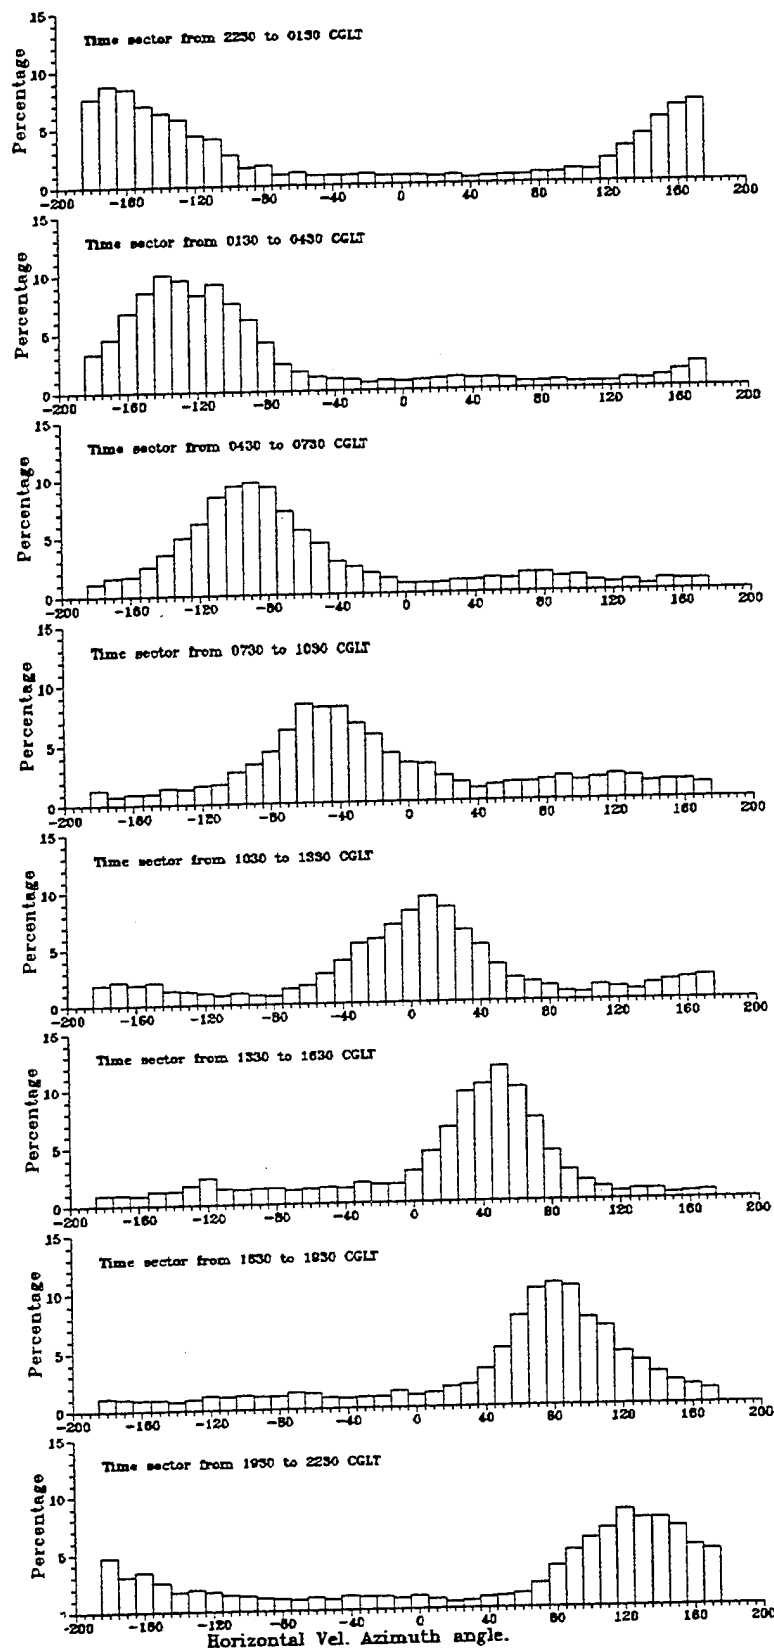 15
Time sector from 2230 to 0130 CGLT
10
Percentage
5
0
-200 -160 -120 -80 -40 0 40 80 120 160 200
15
Time sector from 0130 to 0430 CGLT
10
Percentage
5
0
-200 -160 -120 -80 -40 0 40 80 120 160 200
15
Time sector from 0430 to 0730 CGLT
10
Percentage
5
0
-200 -160 -120 -80 -40 0 40 80 120 160 200
15
Time sector from 0730 to 1030 CGLT
10
Percentage
5
0
-200 -160 -120 -80 -40 0 40 80 120 160 200
15
Time sector from 1030 to 1330 CGLT
10
Percentage
5
0
-200 -160 -120 -80 -40 0 40 80 120 160 200
15
Time sector from 1330 to 1630 CGLT
10
Percentage
5
0
-200 -160 -120 -80 -40 0 40 80 120 160 200
15
Time sector from 1630 to 1930 CGLT
10
Percentage
5
0
-200 -160 -120 -80 -40 0 40 80 120 160 200
15
Time sector from 1930 to 2230 CGLT
10
Percentage
5
-200 -160 -120 -80 -40 0 40 80 120 160 200
Horizontal Vel. Azimuth angle.